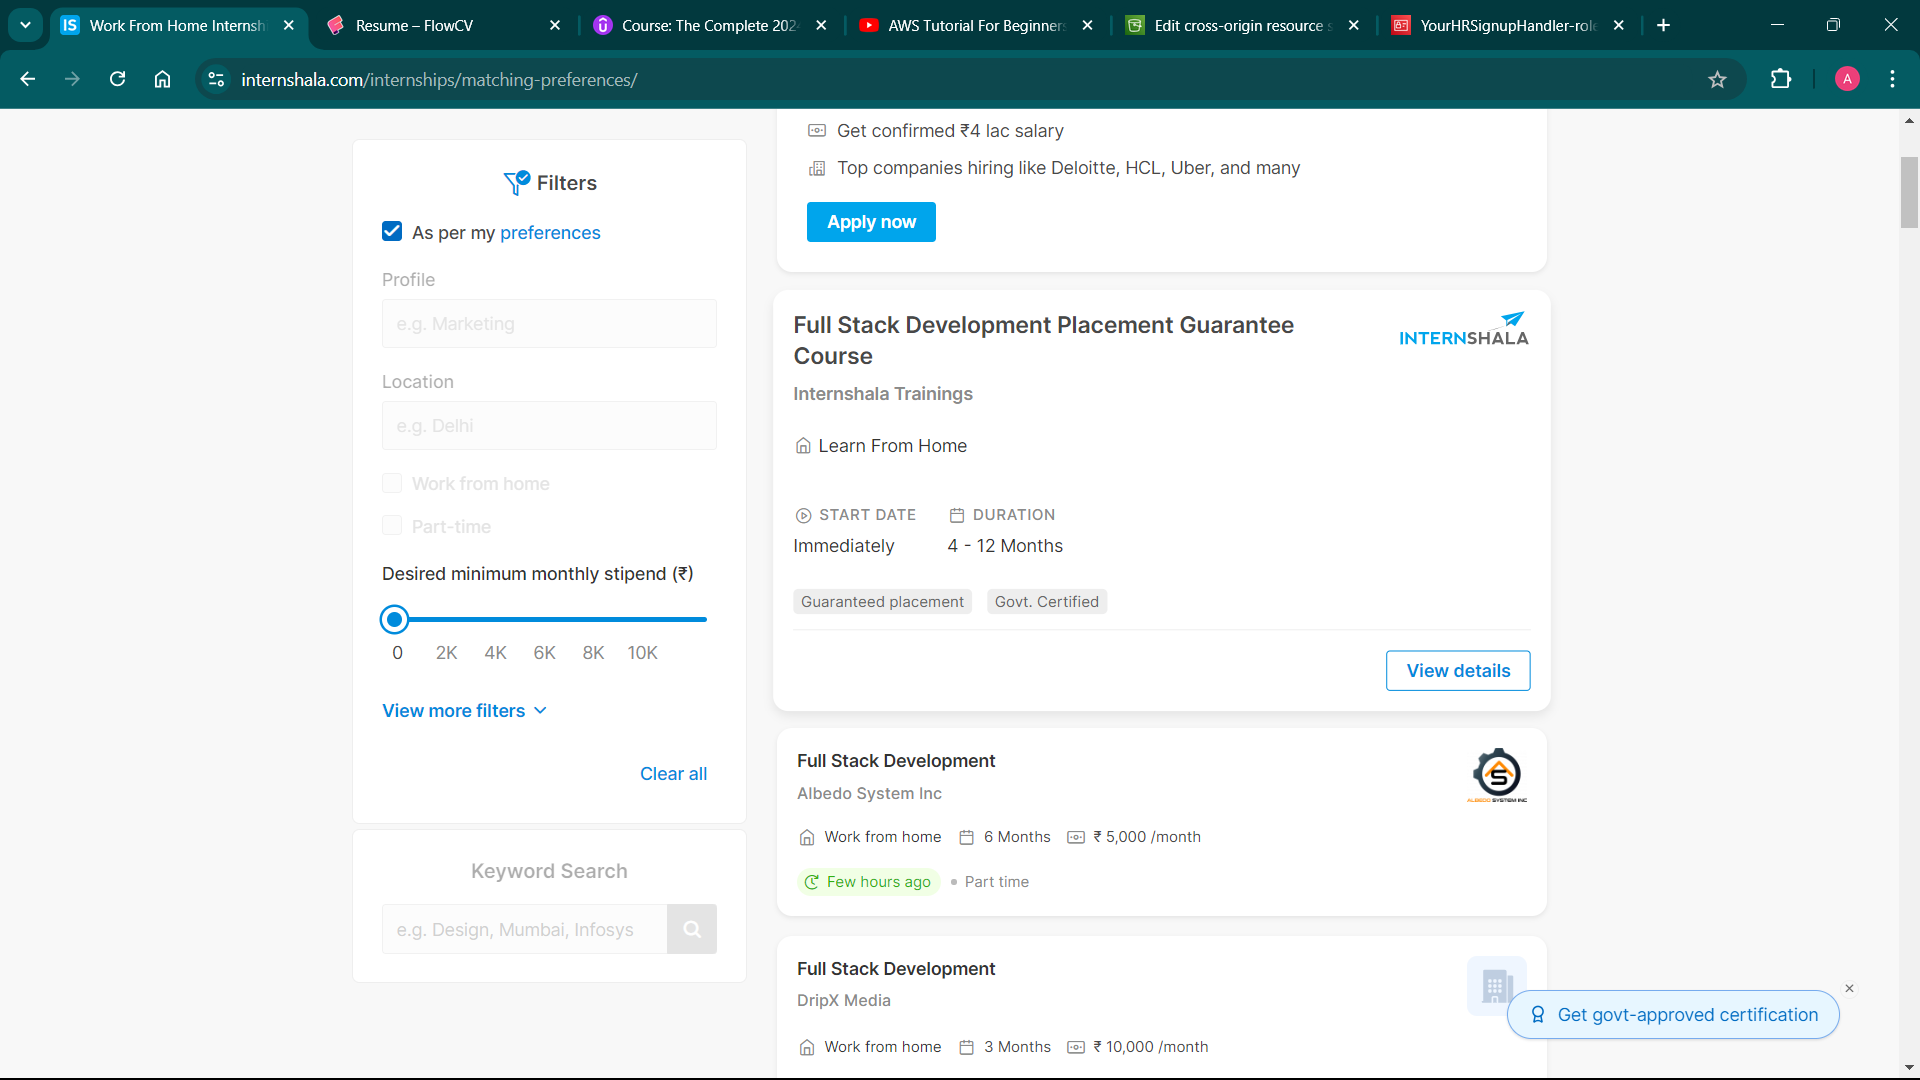 Work From Home Internsh
Resume – FlowCV
Course: The Complete 202
AWS Tutorial For Beginners
Edit cross-origin resource s
YourHRSignupHandler-role
internshala.com/internships/matching-preferences/
A
Filters
As per my preferences
Profile
e.g. Marketing
Location
e.g. Delhi
Work from home
Part-time
Desired minimum monthly stipend (₹)
0 2K 4K 6K 8K 10K
View more filters
Clear all
Keyword Search
e.g. Design, Mumbai, Infosys
Get confirmed ₹4 lac salary
Top companies hiring like Deloitte, HCL, Uber, and many
Apply now
Full Stack Development Placement Guarantee
Course
INTERNSHALA
Internshala Trainings
Learn From Home
START DATE DURATION
Immediately 4 - 12 Months
Guaranteed placement Govt. Certified
View details
Full Stack Development
Albedo System Inc
ALBEDO SYSTEM INC
Work from home 6 Months ₹ 5,000 /month
Few hours ago • Part time
Full Stack Development
DripX Media
Work from home 3 Months ₹ 10,000 /month
Get govt-approved certification